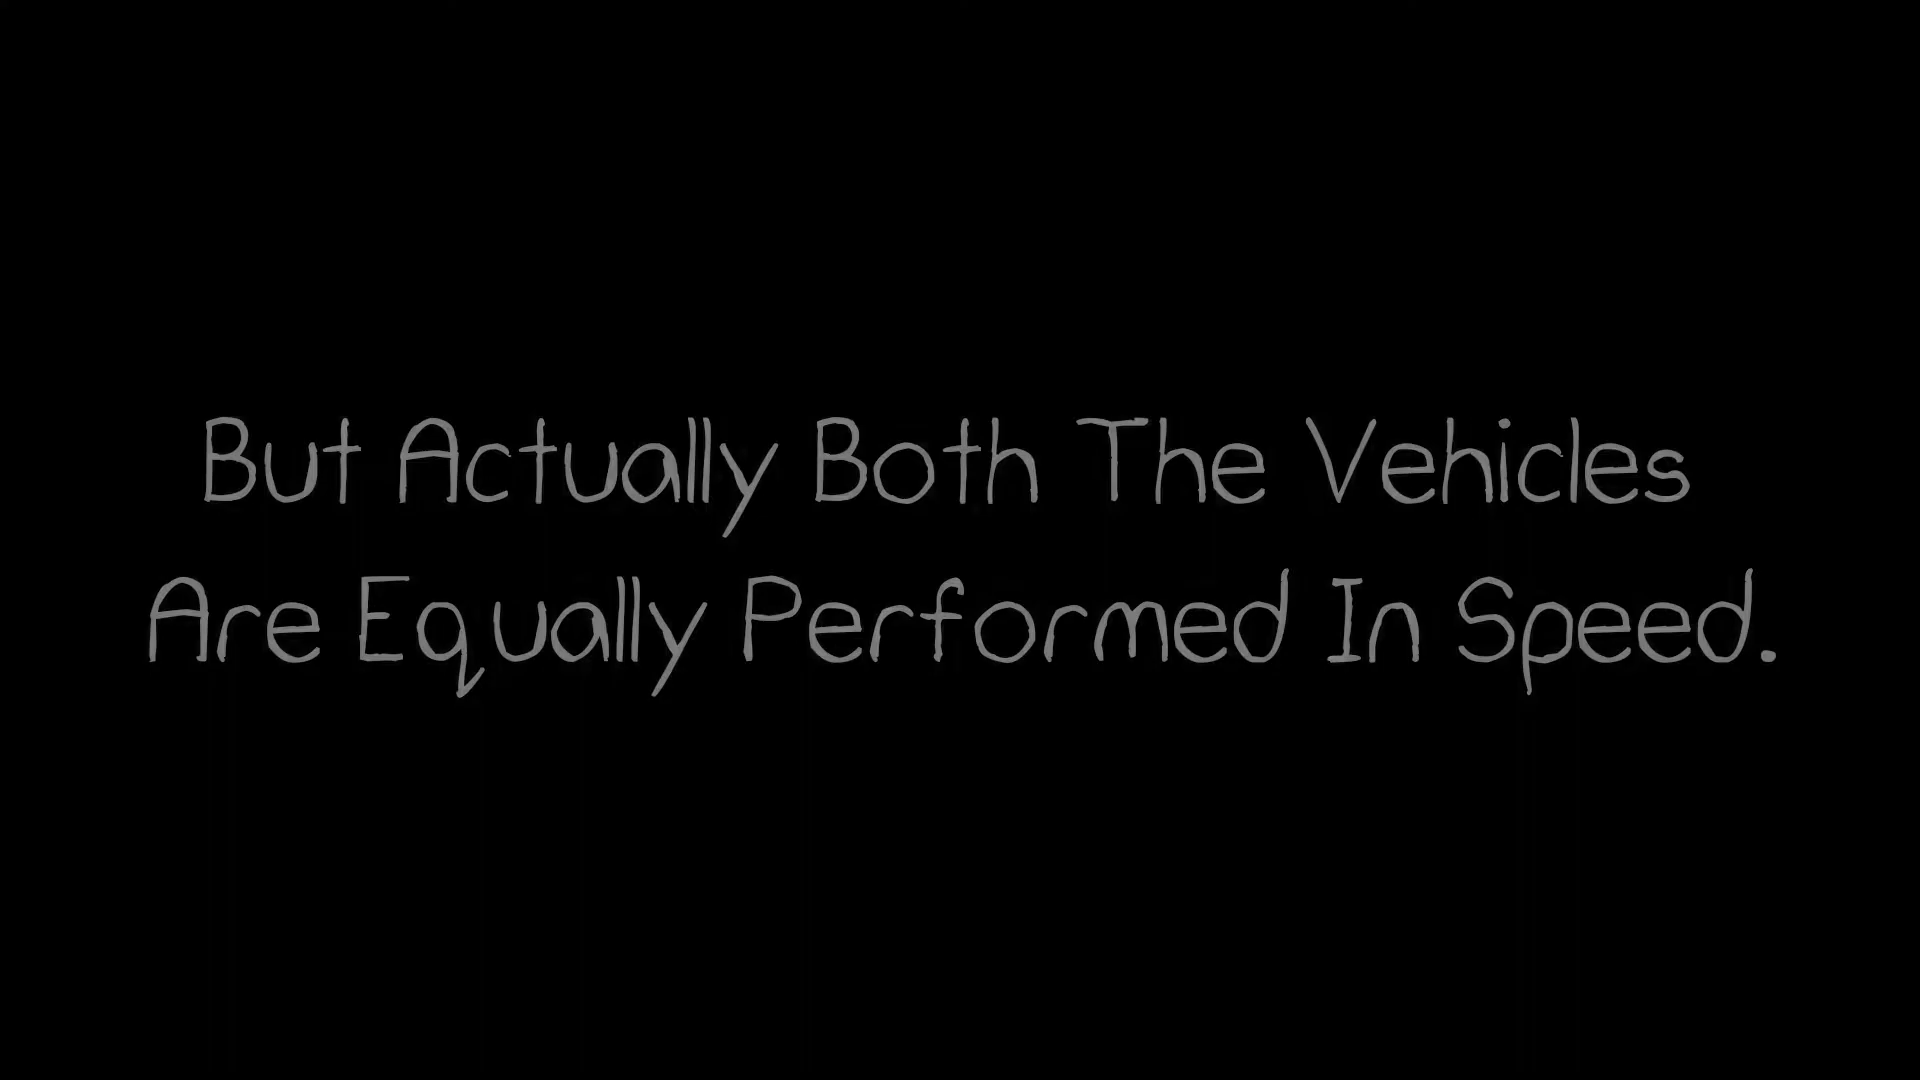 But Actually Both The Vehicles
Are Equally Performed In Speed.